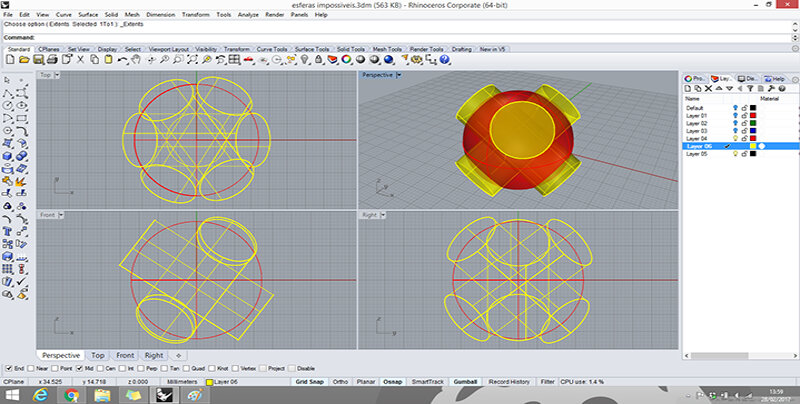 esferas impossíveis.3dm (563 KB) - Rhinoceros Corporate (64-bit)
File Edit View Curve Surface Solid Mesh Dimension Transform Tools Analyze Render Panels Help
Choose option ( Extents Selected 1To1 ) _Extents
Command:
Standard CPlanes Set View Display Select Viewport Layout Visibility Transform Curve Tools Surface Tools Solid Tools Mesh Tools Render Tools Drafting New in V5
Top
Perspective
Front
Right
x
y
z
Pro... Lay... Dis... Help
Name Material
Default
Layer 01
Layer 02
Layer 03
Layer 04
Layer 06
Layer 05
Perspective Top Front Right
End Near Point Mid Cen Int Perp Tan Quad Knot Vertex Project Disable
CPlane x 34.525 y 14.718 z 0.000 Millimeters Layer 06 Grid Snap Ortho Planar Osnap SmartTrack Gumball Record History Filter CPU use: 1.4 %
13:59
28/02/2017